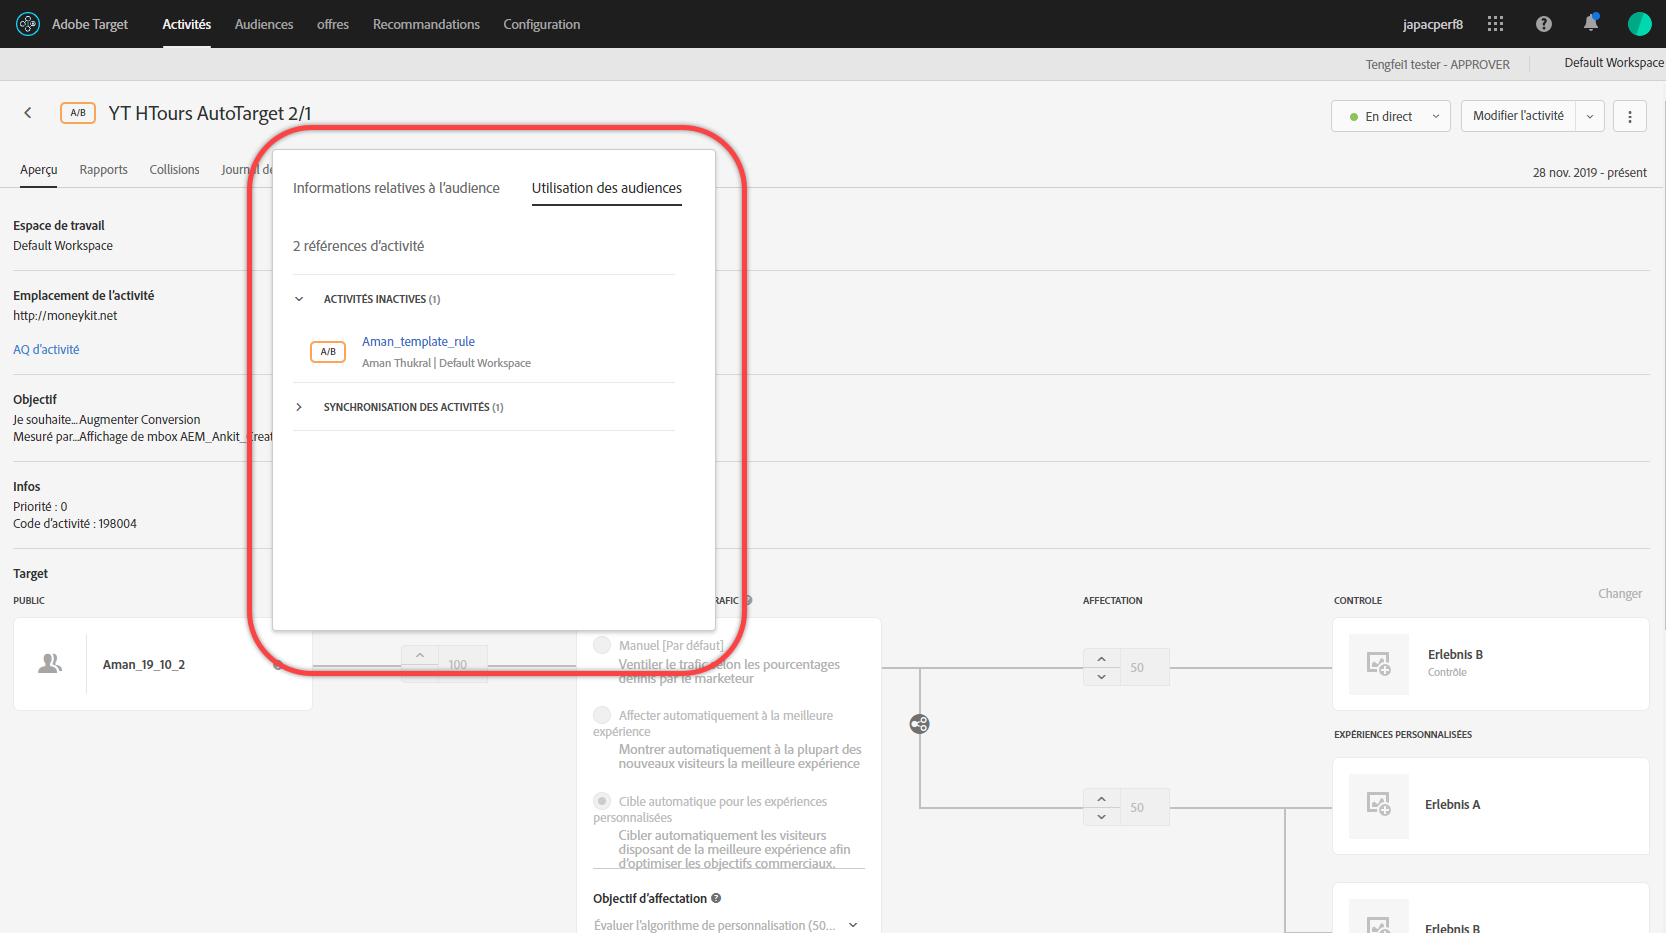 Adobe Target
Activités
Audiences
offres
Recommandations
Configuration
japacperf8
Tengfei1 tester - APPROVER
Default Workspace
A/B
YT HTours AutoTarget 2/1
En direct
Modifier l'activité
Aperçu
Rapports
Collisions
Journal de
28 nov. 2019 - présent
Informations relatives à l'audience
Utilisation des audiences
2 références d'activité
ACTIVITÉS INACTIVES (1)
A/B
Aman_template_rule
Aman Thukral | Default Workspace
SYNCHRONISATION DES ACTIVITÉS (1)
Espace de travail
Default Workspace
Emplacement de l'activité
http://moneykit.net
AQ d'activité
Objectif
Je souhaite...Augmenter Conversion
Mesuré par...Affichage de mbox AEM_Ankit_Creat
Infos
Priorité : 0
Code d'activité : 198004
Target
PUBLIC
Aman_19_10_2
100
RAFIC
Manuel [Par défaut]
Ventiler le trafic selon les pourcentages
définis par le marketeur
Affecter automatiquement à la meilleure
expérience
Montrer automatiquement à la plupart des
nouveaux visiteurs la meilleure expérience
Cible automatique pour les expériences
personnalisées
Cibler automatiquement les visiteurs
disposant de la meilleure expérience afin
d'optimiser les objectifs commerciaux.
Objectif d'affectation
Évaluer l'algorithme de personnalisation (50...
AFFECTATION
50
50
CONTROLE
Changer
Erlebnis B
Contrôle
EXPÉRIENCES PERSONNALISÉES
Erlebnis A
Erlebnis B